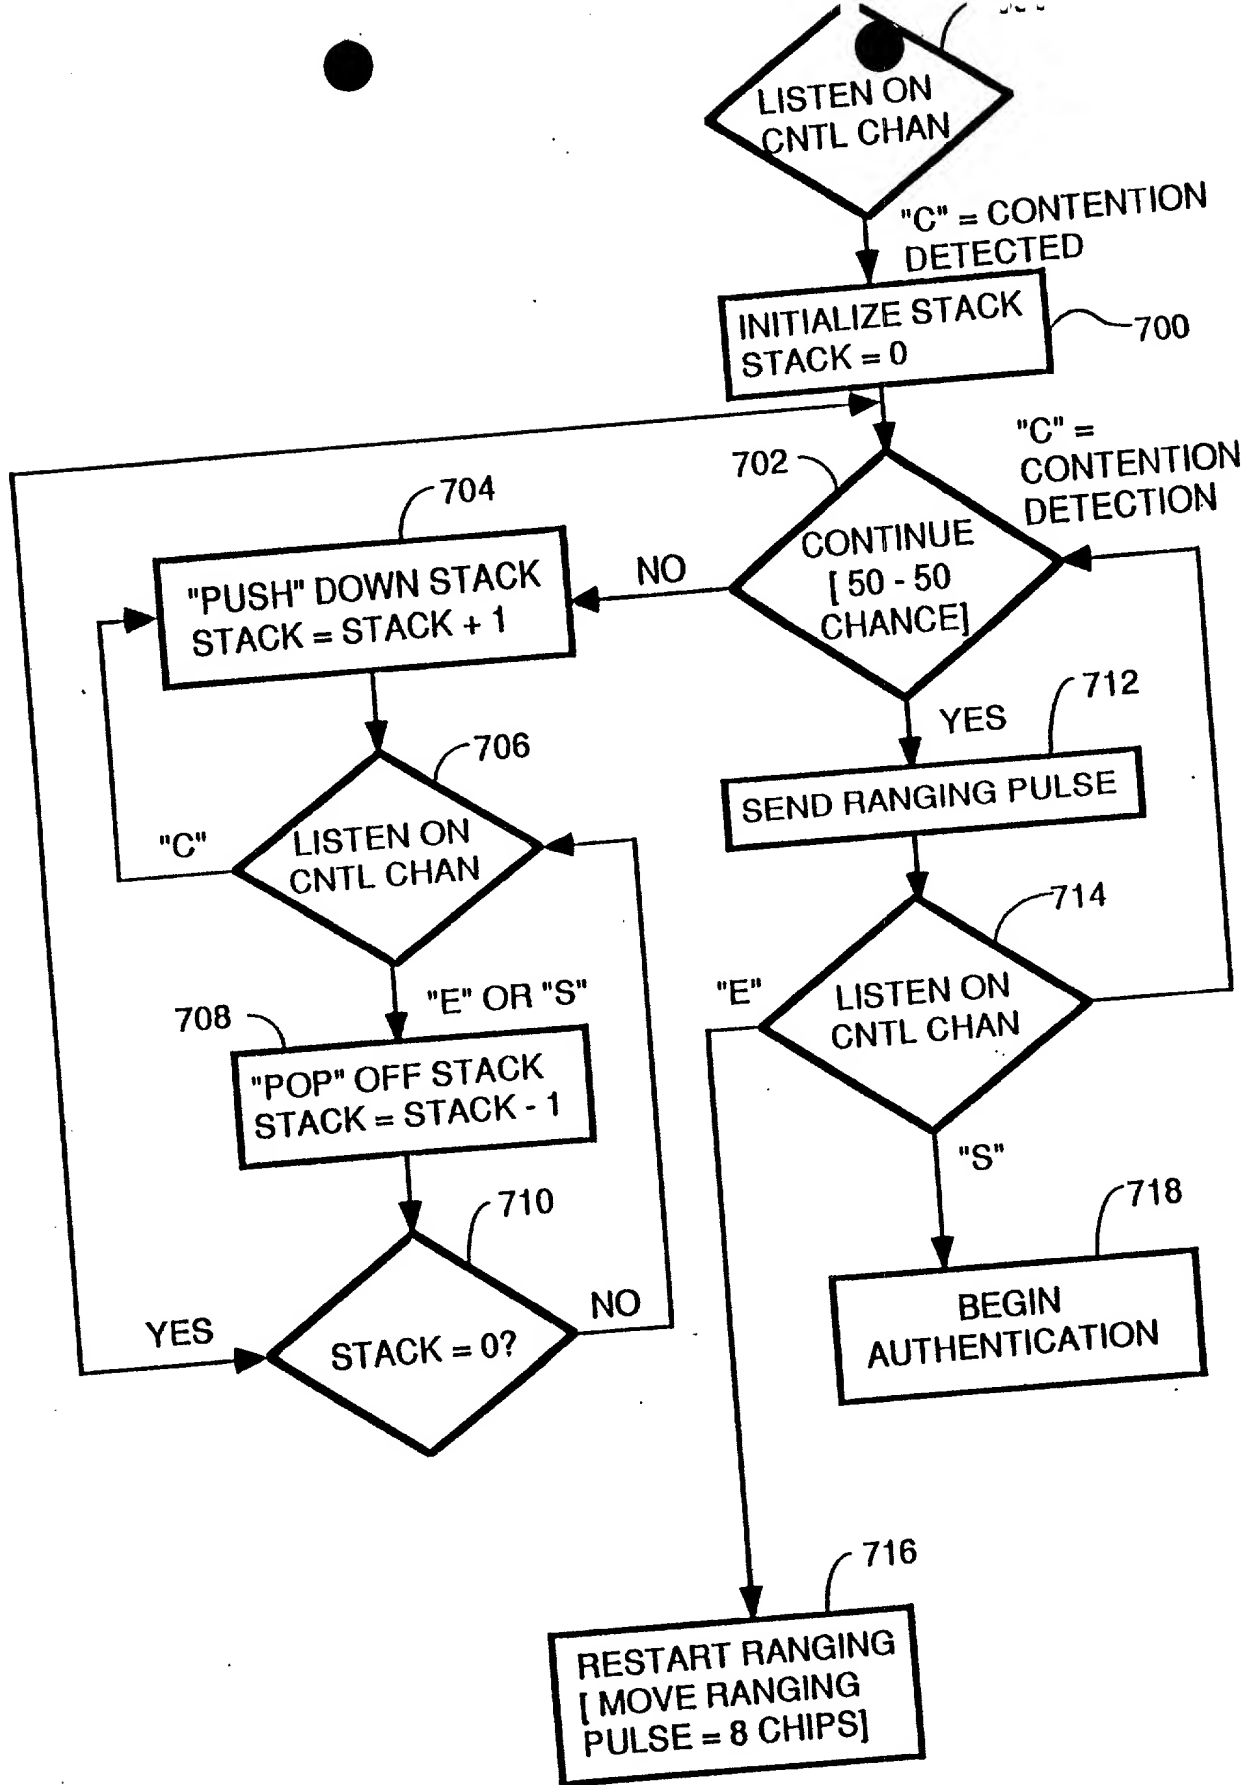 LISTEN ON
CNTL CHAN
"C" = CONTENTION
DETECTED
INITIALIZE STACK
STACK = 0
700
"C" =
CONTENTION
DETECTION
702
CONTINUE
[ 50 - 50
CHANCE]
NO
704
"PUSH" DOWN STACK
STACK = STACK + 1
YES
712
SEND RANGING PULSE
706
LISTEN ON
CNTL CHAN
"C"
"E" OR "S"
714
LISTEN ON
CNTL CHAN
"E"
"S"
708
"POP" OFF STACK
STACK = STACK - 1
710
STACK = 0?
YES
NO
718
BEGIN
AUTHENTICATION
716
RESTART RANGING
[ MOVE RANGING
PULSE = 8 CHIPS]